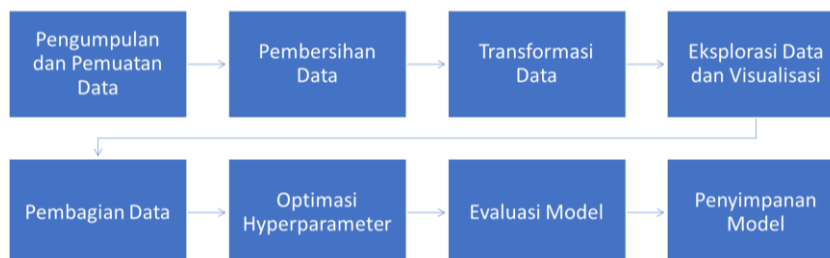 Pengumpulan
dan Pemuatan
Data
Pembersihan
Data
Transformasi
Data
Eksplorasi Data
dan Visualisasi
Pembagian Data
Optimasi
Hyperparameter
Evaluasi Model
Penyimpanan
Model